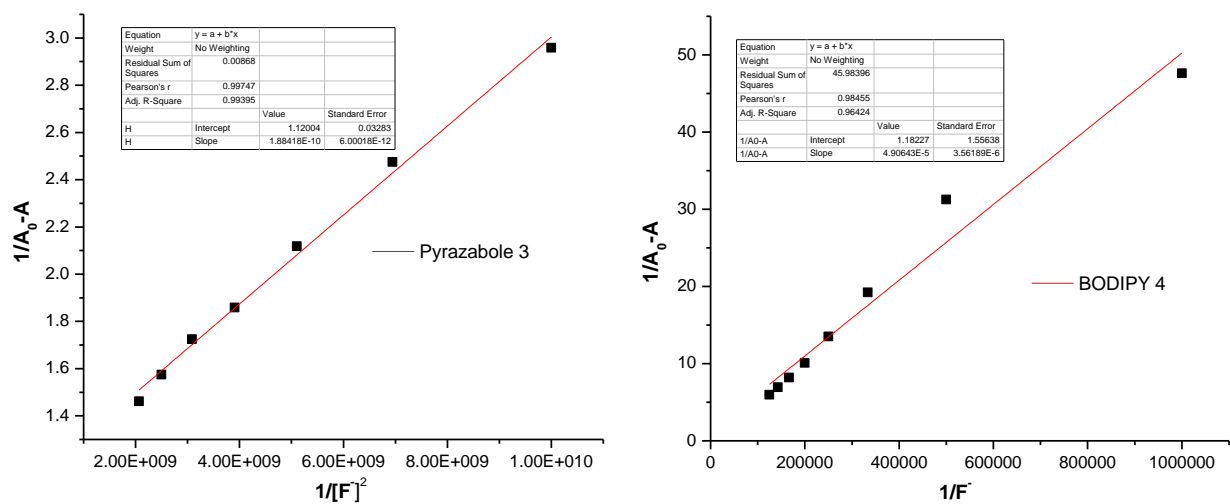 Equation y = a + b*x
Weight No Weighting
Residual Sum of Squares 0.00868
Pearson's r 0.99747
Adj. R-Square 0.99395
Value Standard Error
H Intercept 1.12004 0.03283
H Slope 1.88418E-10 6.00018E-12
3.0
2.8
2.6
2.4
2.2
2.0
1.8
1.6
1.4
1/A₀-A
Pyrazabole 3
2.00E+009 4.00E+009 6.00E+009 8.00E+009 1.00E+010
1/[F⁻]²
Equation y = a + b*x
Weight No Weighting
Residual Sum of Squares 45.98396
Pearson's r 0.98455
Adj. R-Square 0.96424
Value Standard Error
1/A0-A Intercept 1.18227 1.55638
1/A0-A Slope 4.90643E-5 3.56189E-6
50
40
30
20
10
0
1/A₀-A
BODIPY 4
0 200000 400000 600000 800000 1000000
1/F⁻